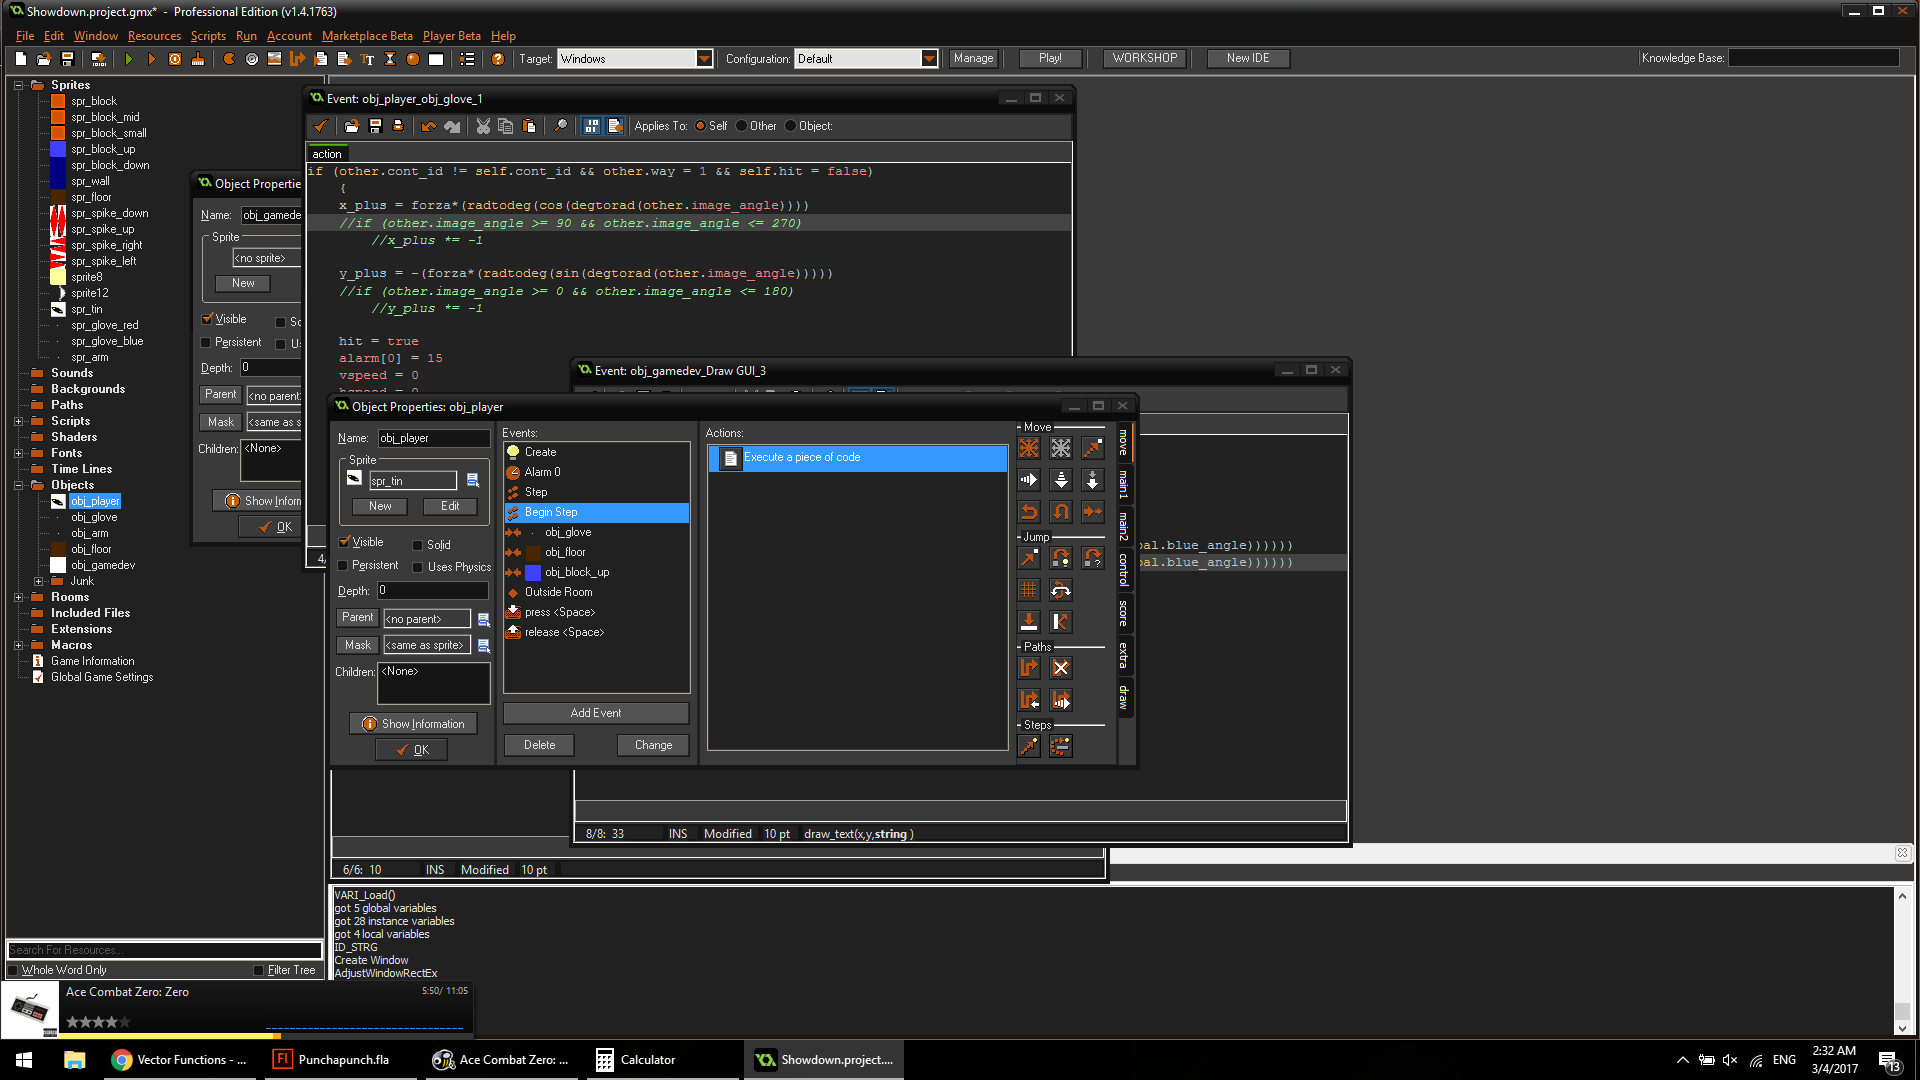 Showdown.project.gmx* - Professional Edition (v1.4.1763)
File Edit Window Resources Scripts Run Account Marketplace Beta Player Beta Help
Target: Windows Configuration: Default Manage Play! WORKSHOP New IDE Knowledge Base:
Sprites
spr_block
spr_block_mid
spr_block_small
spr_block_up
spr_block_down
spr_wall
spr_floor
spr_spike_down
spr_spike_up
spr_spike_right
spr_spike_left
sprite8
sprite12
spr_tin
spr_glove_red
spr_glove_blue
spr_arm
Sounds
Backgrounds
Paths
Scripts
Shaders
Fonts
Time Lines
Objects
obj_player
obj_glove
obj_arm
obj_floor
obj_gamedev
Junk
Rooms
Included Files
Extensions
Macros
Game Information
Global Game Settings
Search For Resources...
Whole Word Only Filter Tree
Object Propertie
Name: obj_gamede
Sprite
<no sprite>
New
Visible So
Persistent U
Depth: 0
Parent <no parent
Mask <same as s
Children: <None>
Show Inform
OK
Event: obj_player_obj_glove_1
Applies To: Self Other Object:
action
if (other.cont_id != self.cont_id && other.way = 1 && self.hit = false)
{
x_plus = forza*(radtodeg(cos(degtorad(other.image_angle))))
//if (other.image_angle >= 90 && other.image_angle <= 270)
//x_plus *= -1
y_plus = -(forza*(radtodeg(sin(degtorad(other.image_angle)))))
//if (other.image_angle >= 0 && other.image_angle <= 180)
//y_plus *= -1
hit = true
alarm[0] = 15
vspeed = 0
4/
Event: obj_gamedev_Draw GUI_3
bal.blue_angle))))))
bal.blue_angle))))))
8/8: 33 INS Modified 10 pt draw_text(x,y,string )
Object Properties: obj_player
Name: obj_player
Sprite
spr_tin
New Edit
Visible Solid
Persistent Uses Physics
Depth: 0
Parent <no parent>
Mask <same as sprite>
Children: <None>
Show Information
OK
Events:
Create
Alarm 0
Step
Begin Step
obj_glove
obj_floor
obj_block_up
Outside Room
press <Space>
release <Space>
Add Event
Delete Change
Actions:
Execute a piece of code
Move
Jump
Paths
Steps
move
main1
main2
control
score
extra
draw
6/6: 10 INS Modified 10 pt
VARI_Load()
got 5 global variables
got 28 instance variables
got 4 local variables
ID_STRG
Create Window
AdjustWindowRectEx
Ace Combat Zero: Zero 5:50/ 11:05
Vector Functions - ... Punchapunch.fla Ace Combat Zero: ... Calculator Showdown.project.... ENG 2:32 AM
3/4/2017
13